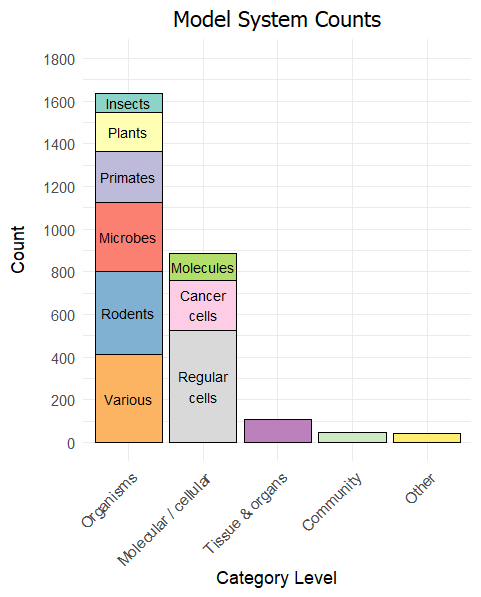 Model System Counts
Count
1800
1600
1400
1200
1000
800
600
400
200
0
Insects
Plants
Primates
Microbes
Rodents
Various
Molecules
Cancer
cells
Regular
cells
Organisms
Molecular / cellular
Tissue & organs
Community
Other
Category Level